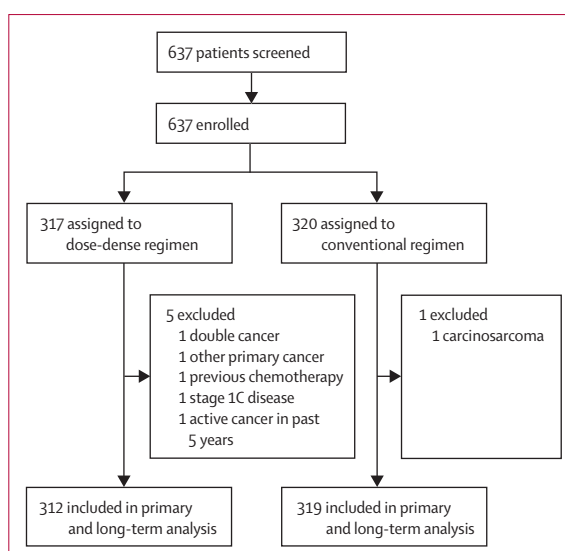 637 patients screened
637 enrolled
317 assigned to
dose-dense regimen
320 assigned to
conventional regimen
5 excluded
1 double cancer
1 other primary cancer
1 previous chemotherapy
1 stage 1C disease
1 active cancer in past
5 years
1 excluded
1 carcinosarcoma
312 included in primary
and long-term analysis
319 included in primary
and long-term analysis